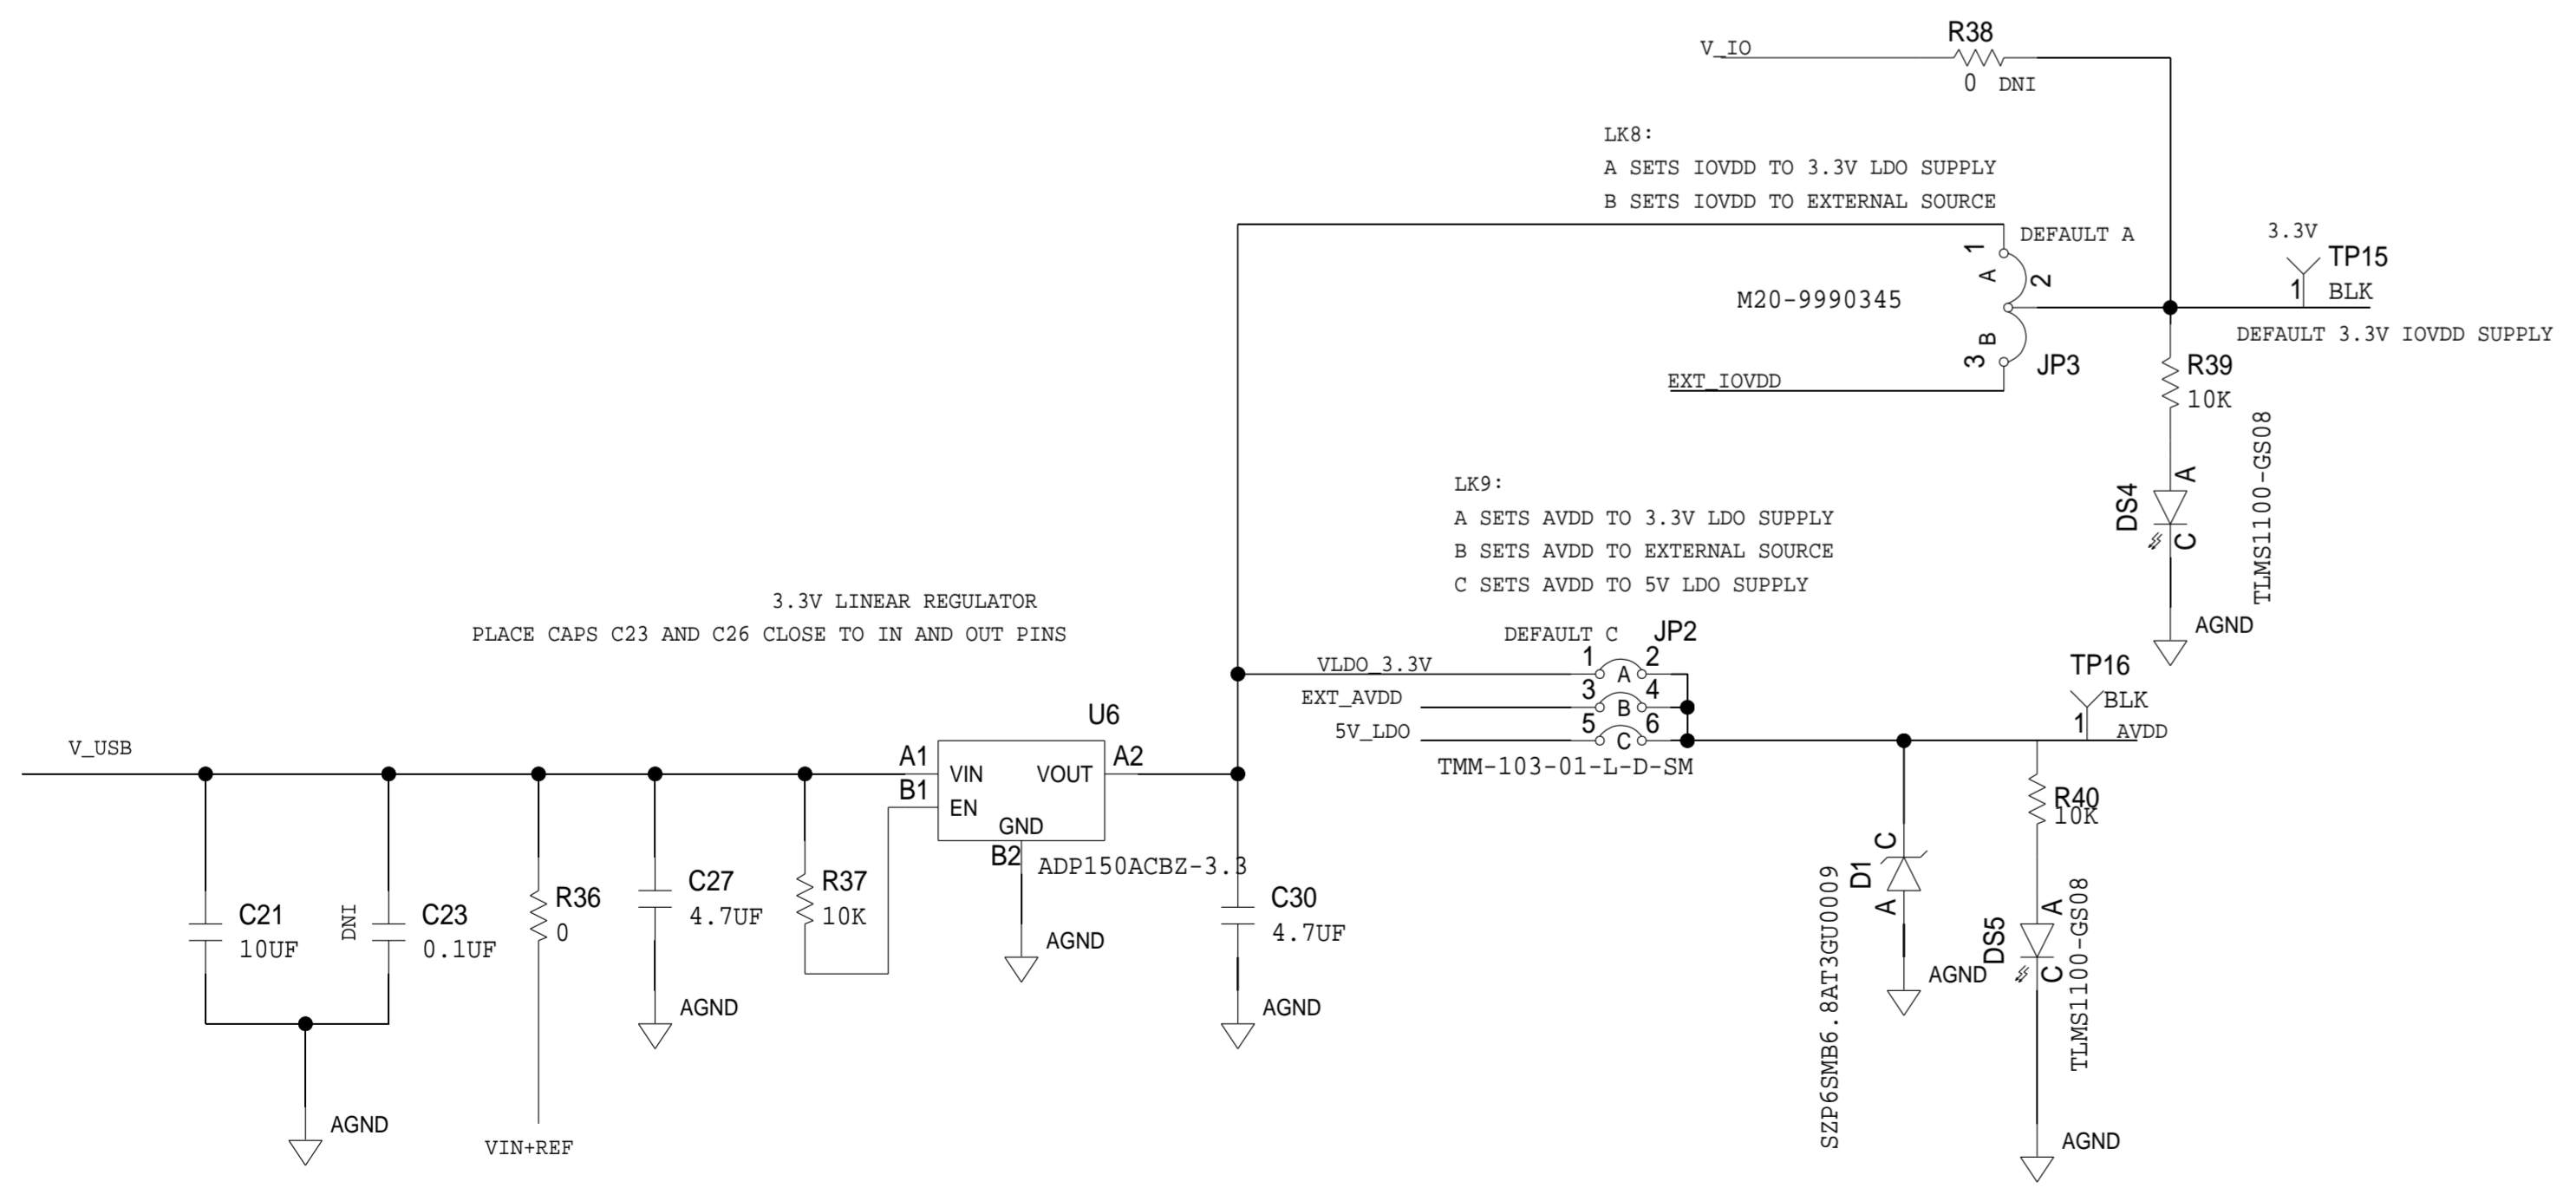 R38
V_IO
0 DNI
LK8:
A SETS IOVDD TO 3.3V LDO SUPPLY
B SETS IOVDD TO EXTERNAL SOURCE
DEFAULT A
1
A
2
B
3
M20-9990345
JP3
EXT_IOVDD
3.3V
TP15
1
BLK
DEFAULT 3.3V IOVDD SUPPLY
R39
10K
TLMS1100-GS08
DS4
A
C
AGND
LK9:
A SETS AVDD TO 3.3V LDO SUPPLY
B SETS AVDD TO EXTERNAL SOURCE
C SETS AVDD TO 5V LDO SUPPLY
DEFAULT C
JP2
VLDO_3.3V
1 A 2
EXT_AVDD
3 B 4
5V_LDO
5 C 6
TMM-103-01-L-D-SM
TP16
BLK
1
AVDD
3.3V LINEAR REGULATOR
PLACE CAPS C23 AND C26 CLOSE TO IN AND OUT PINS
V_USB
U6
A1
VIN
VOUT
A2
B1
EN
GND
B2
ADP150ACBZ-3.3
AGND
C21
10UF
DNI
C23
0.1UF
AGND
R36
0
VIN+REF
C27
4.7UF
AGND
R37
10K
C30
4.7UF
AGND
D1
C
A
SZP6SMB6.8AT3GU0009
AGND
R40
10K
DS5
A
C
TLMS1100-GS08
AGND